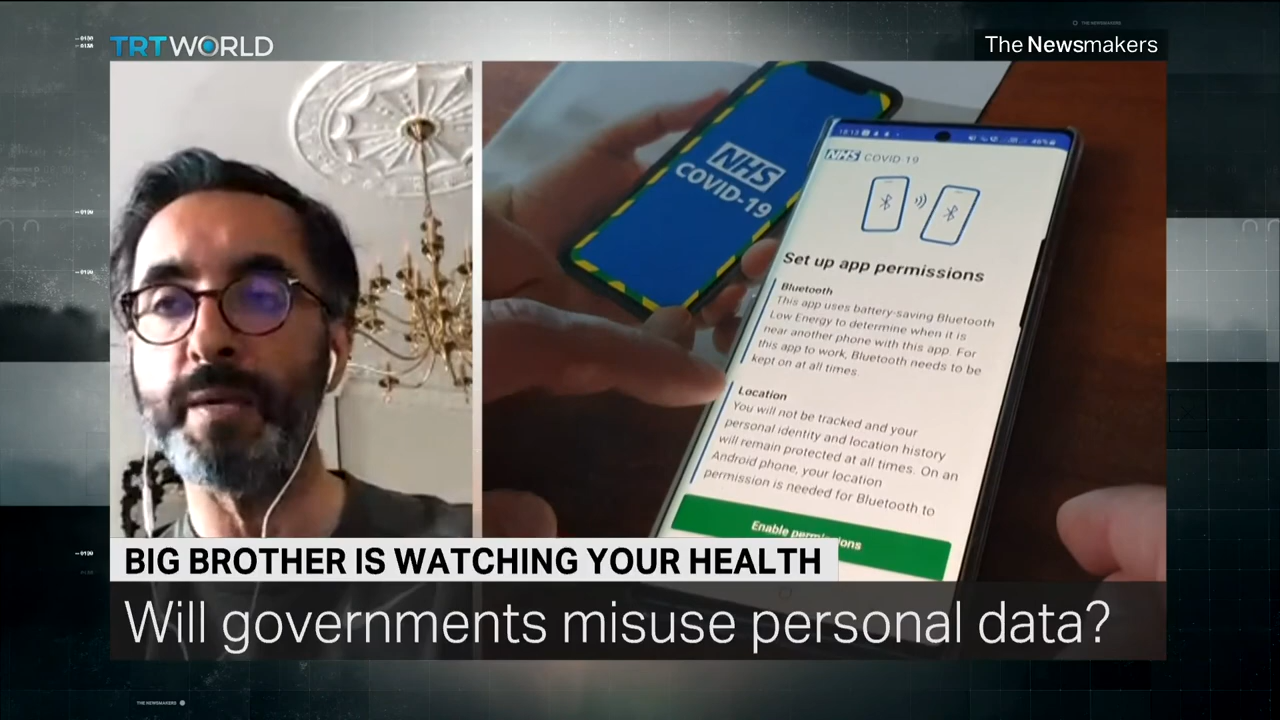 TRT WORLD
The Newsmakers
NHS
COVID-19
NHS COVID-19
Set up app permissions
Bluetooth
This app uses battery-saving Bluetooth
Low Energy to determine when it is
near another phone with this app. For
this app to work, Bluetooth needs to be
kept on at all times.
Location
You will not be tracked and your
personal identity and location history
will remain protected at all times. On an
Android phone, your location
permission is needed for Bluetooth to
Enable permissions
BIG BROTHER IS WATCHING YOUR HEALTH
Will governments misuse personal data?
THE NEWSMAKERS